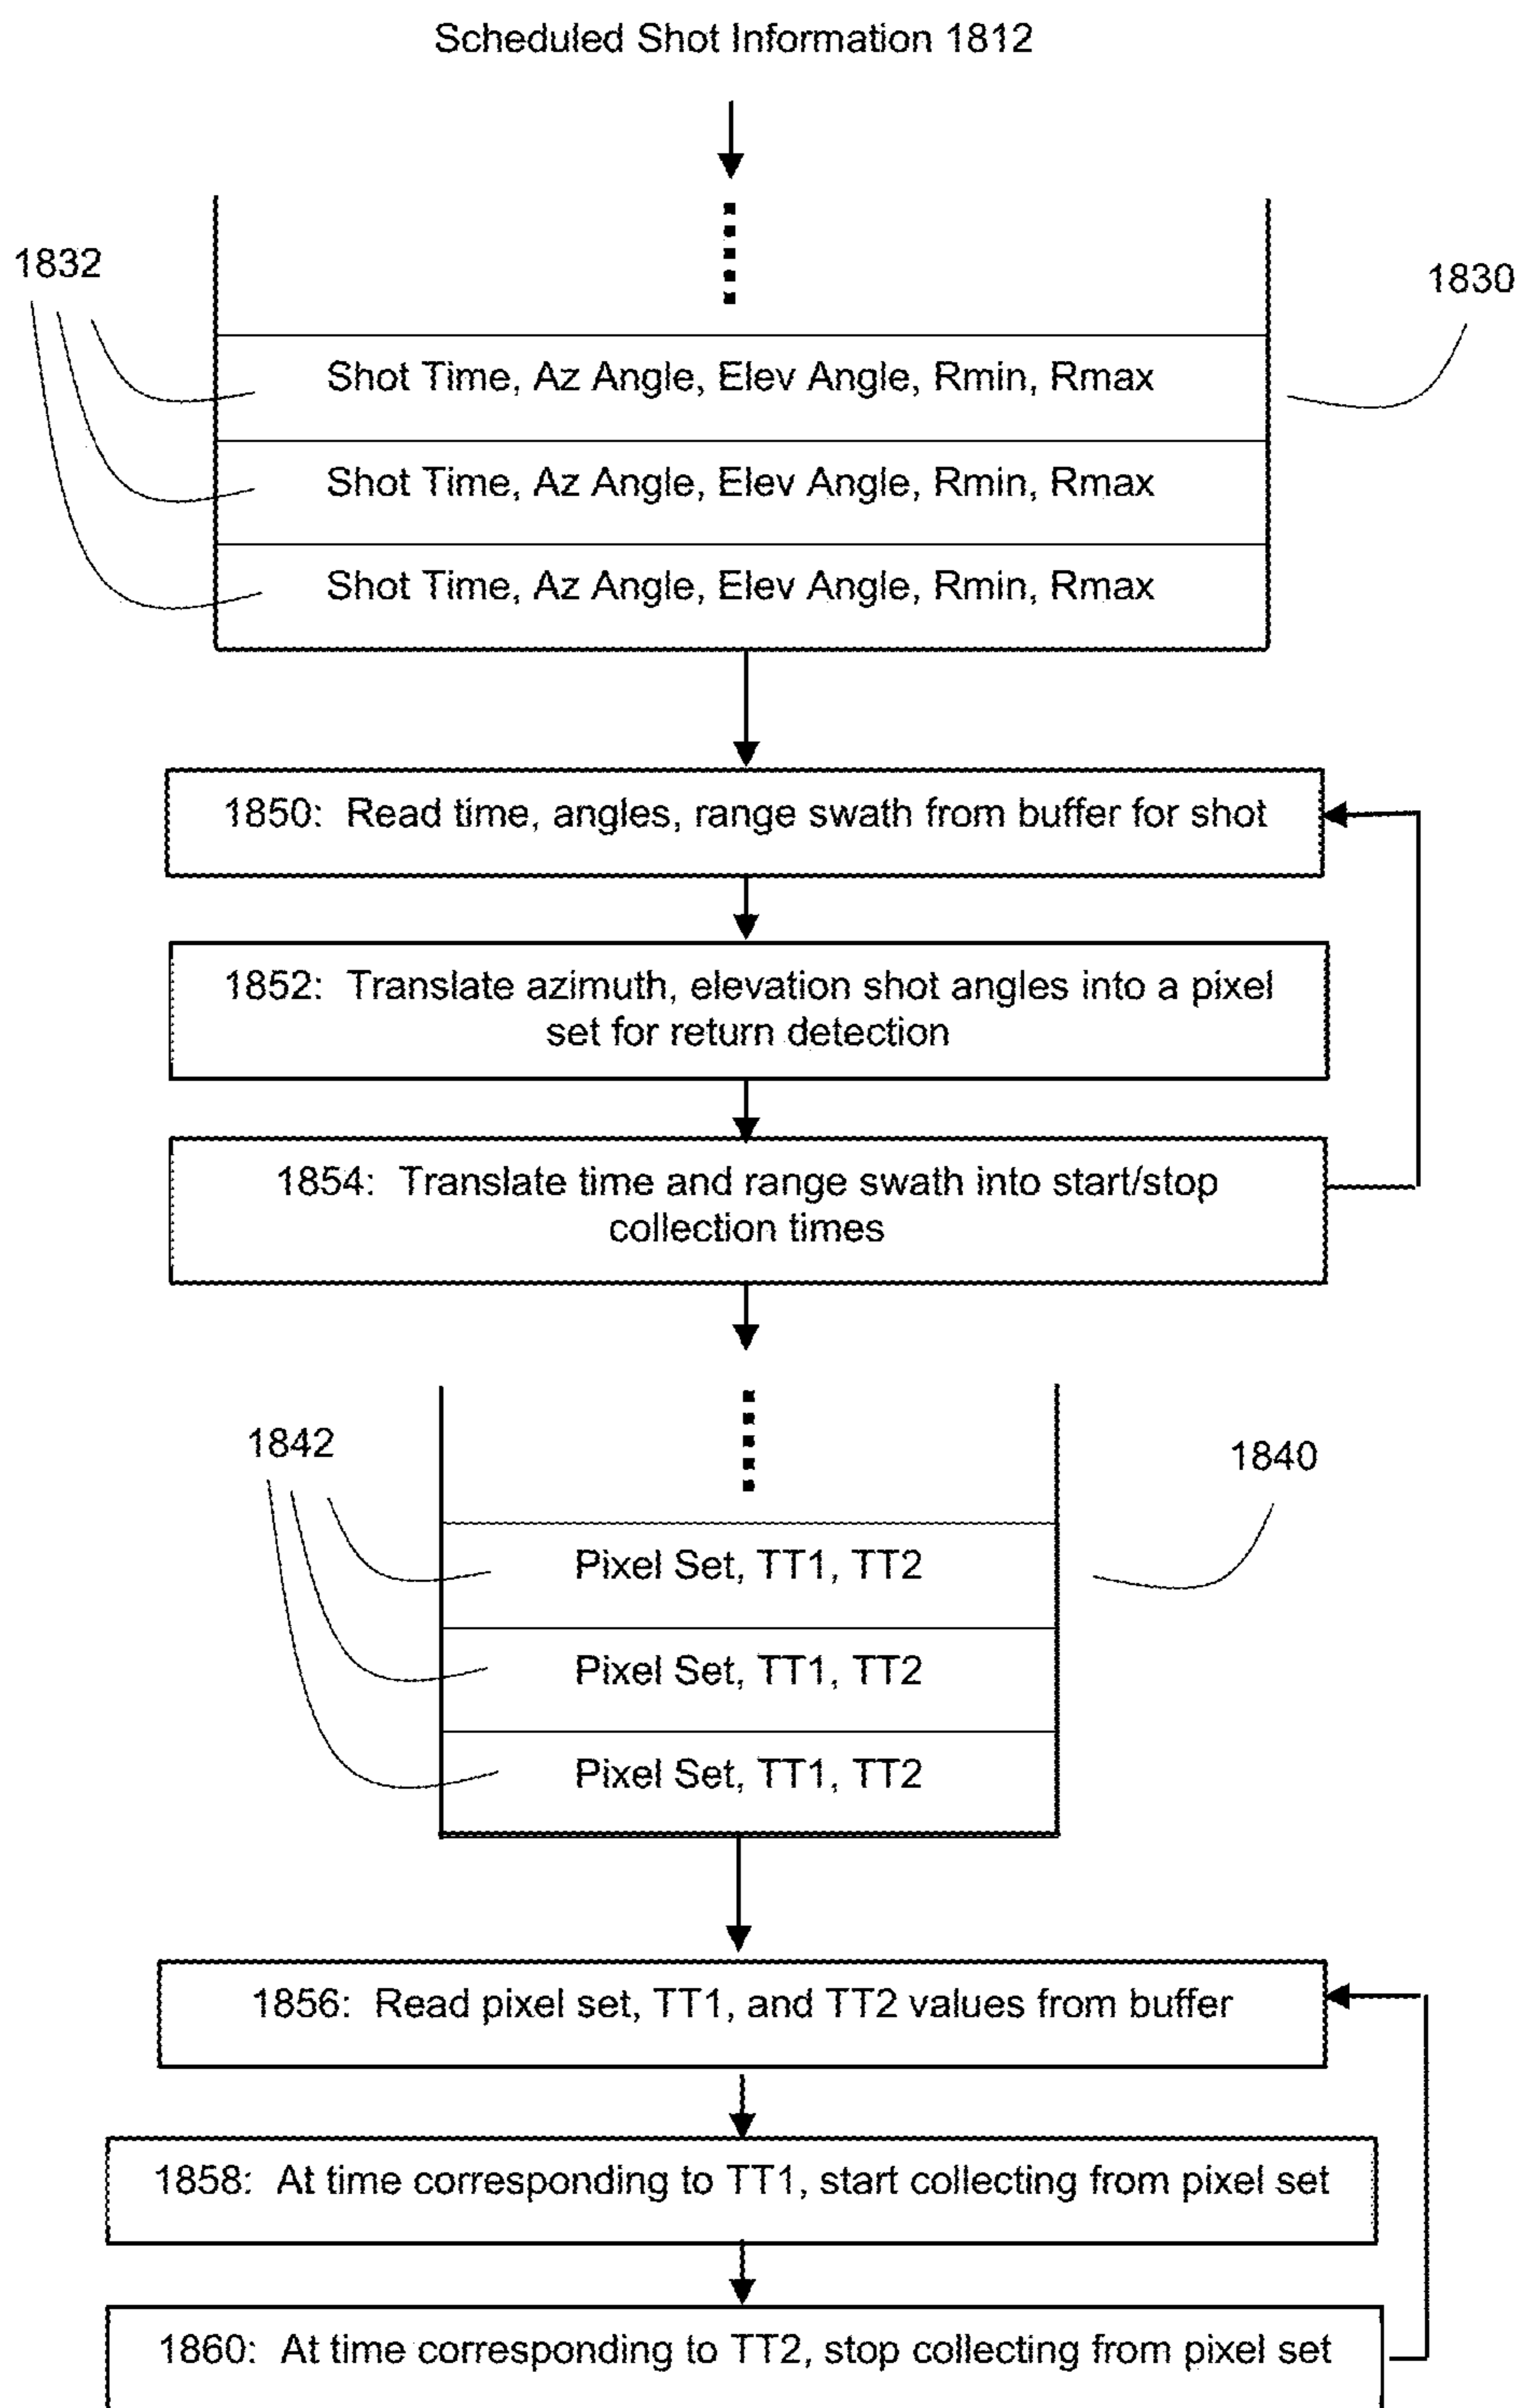 Scheduled Shot Information 1812
1832
1830
Shot Time, Az Angle, Elev Angle, Rmin, Rmax
Shot Time, Az Angle, Elev Angle, Rmin, Rmax
Shot Time, Az Angle, Elev Angle, Rmin, Rmax
1850: Read time, angles, range swath from buffer for shot
1852: Translate azimuth, elevation shot angles into a pixel
set for return detection
1854: Translate time and range swath into start/stop
collection times
1842
1840
Pixel Set, TT1, TT2
Pixel Set, TT1, TT2
Pixel Set, TT1, TT2
1856: Read pixel set, TT1, and TT2 values from buffer
1858: At time corresponding to TT1, start collecting from pixel set
1860: At time corresponding to TT2, stop collecting from pixel set